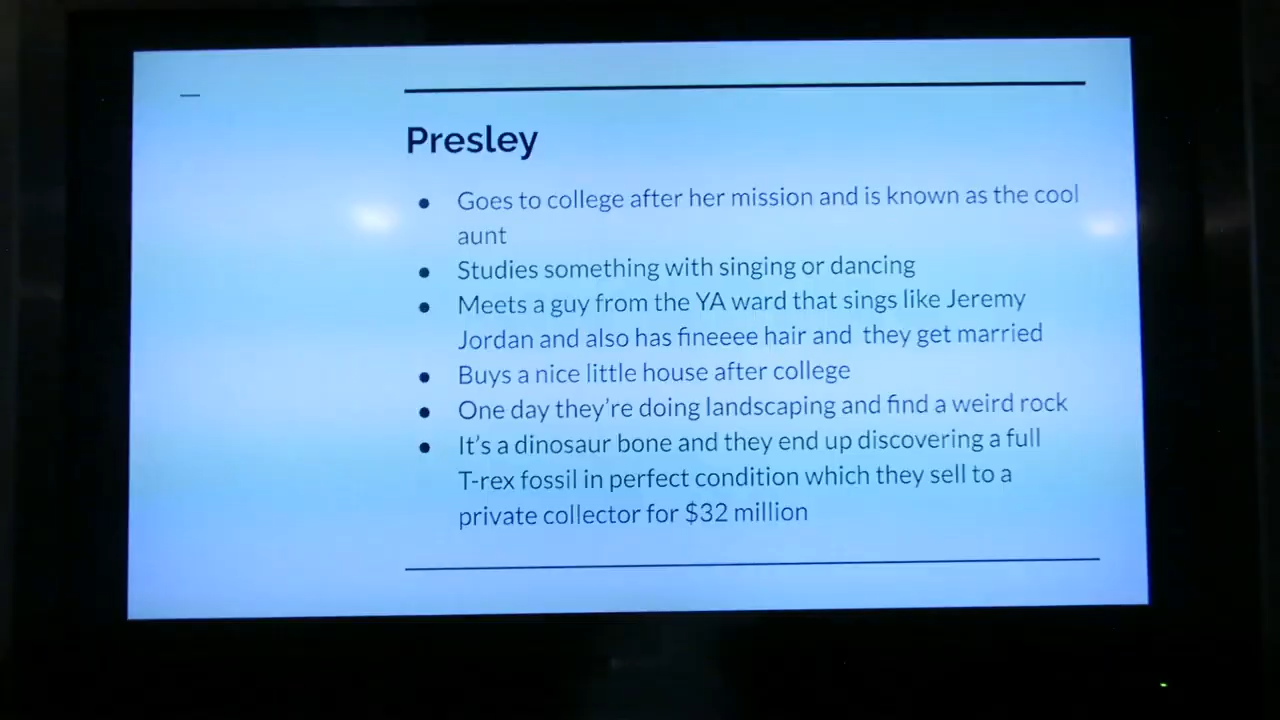 Presley
● Goes to college after her mission and is known as the cool
aunt
● Studies something with singing or dancing
● Meets a guy from the YA ward that sings like Jeremy
Jordan and also has fineeee hair and  they get married
● Buys a nice little house after college
● One day they’re doing landscaping and find a weird rock
● It’s a dinosaur bone and they end up discovering a full
T-rex fossil in perfect condition which they sell to a
private collector for $32 million